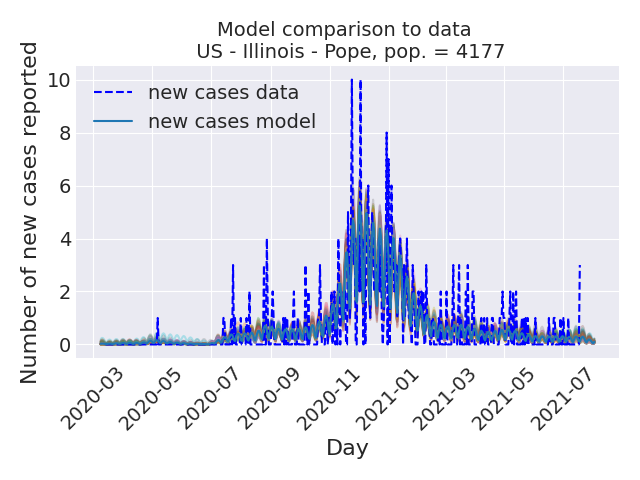 Model comparison to data
US - Illinois - Pope, pop. = 4177
Number of new cases reported
10
8
6
4
2
0
new cases data
new cases model
2020-03
2020-05
2020-07
2020-09
2020-11
2021-01
2021-03
2021-05
2021-07
Day